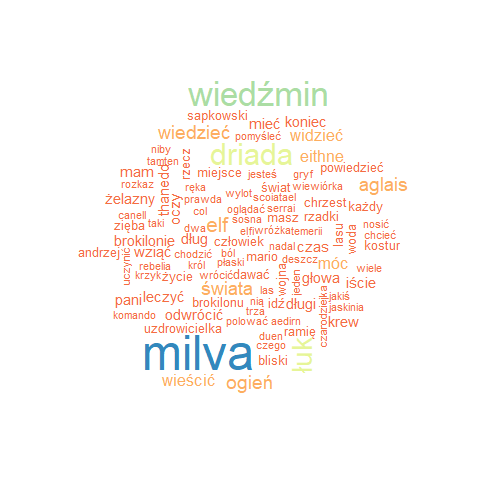 wiedźmin
sapkowski
mieć koniec
wiedzieć
pomyśleć
widzieć
niby
driada
eithne
tamten
rzecz
powiedzieć
mam
thanedd
miejsce
jesteś
gryf
aglais
rozkaz
ręka
świat
wiewiórka
żelazny
oczy
prawda
wylot
scoiatael
chrzest
canell
taki
col
oglądać
serrai
rzadki
każdy
zięba
dwa
elf
sosna
masz
nosić
elfi
wróżka
temerii
lasu
woda
chcieć
brokilonie
dług
człowiek
nadal
czas
kostur
andrzej
uczynić
chodzić
ból
mario
deszcz
rebelia
król
płaski
wojna
móc
wiele
krzyk
życie
wrócić
dawać
jeden
głowa
iście
świata
las
pani
leczyć
brokilonu
nią
idź
długi
czarodziejka
jakiś
jaskinia
komando
odwrócić
trza
krew
uzdrowicielka
polować
aedirn
ramię
milva
duen
czego
łuk
bliski
wieścić
ogień